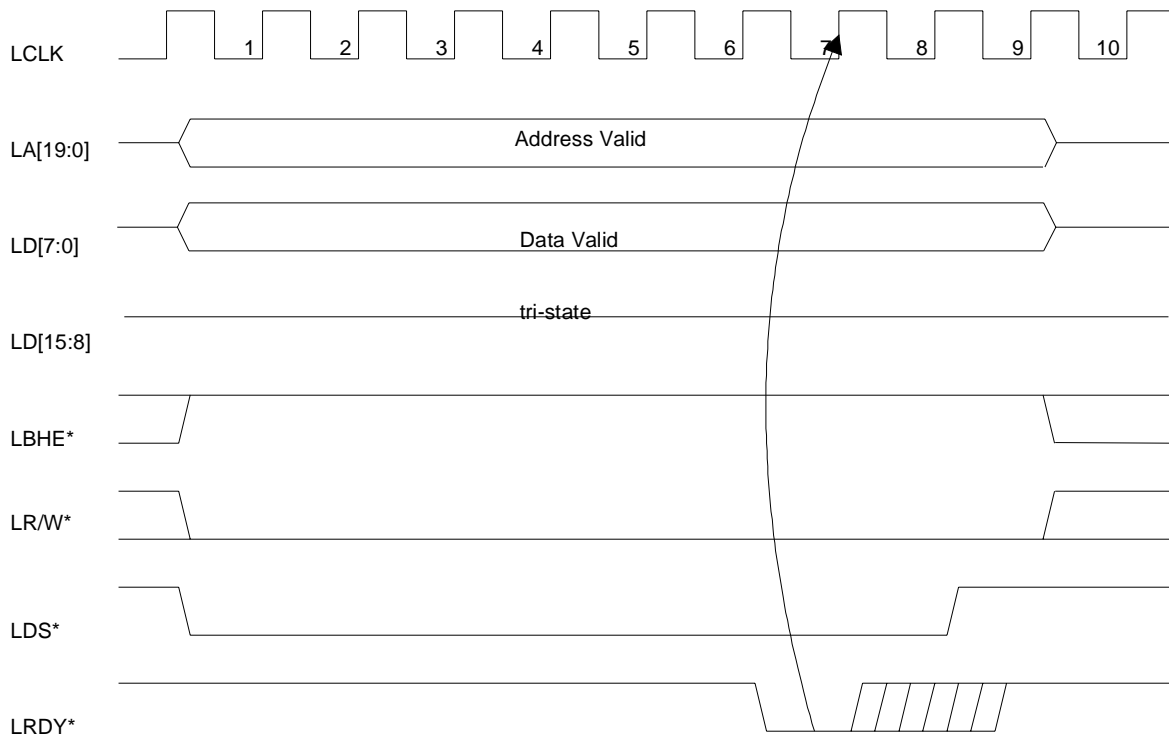 LCLK
1 2 3 4 5 6 7 8 9 10
LA[19:0]
Address Valid
LD[7:0]
Data Valid
LD[15:8]
tri-state
LBHE*
LR/W*
LDS*
LRDY*